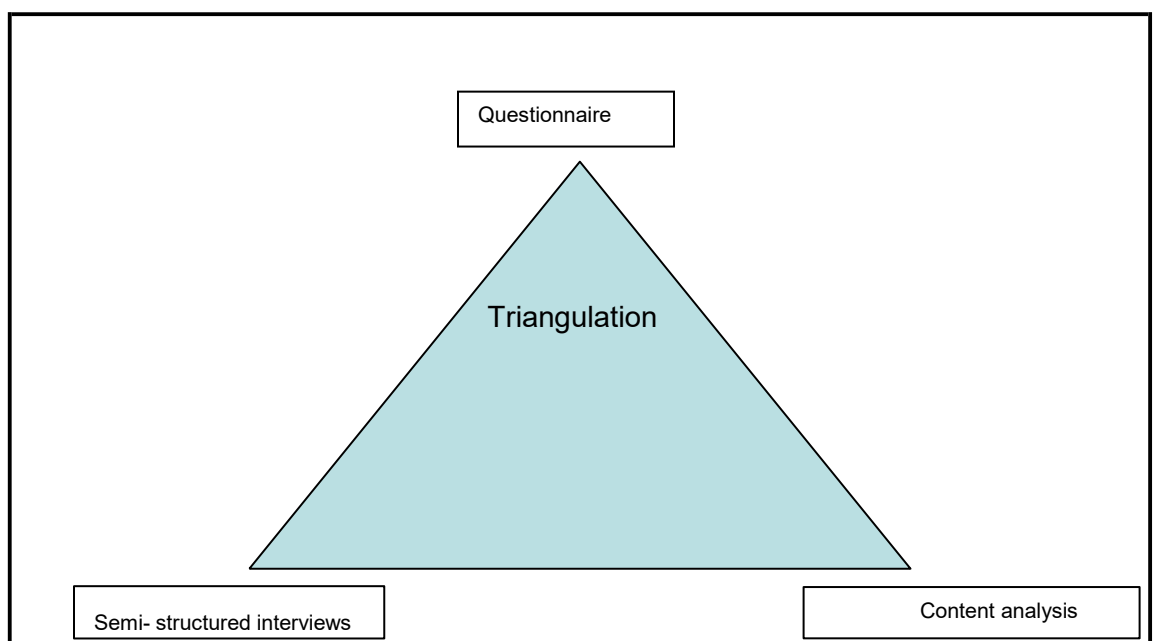 Questionnaire
Triangulation
Semi- structured interviews
Content analysis